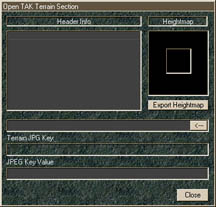 Open TAK Terrain Section
Header Info
Heightmap
Export Heightmap
<---
Terrain JPG Key:
JPEG Key Value
Close